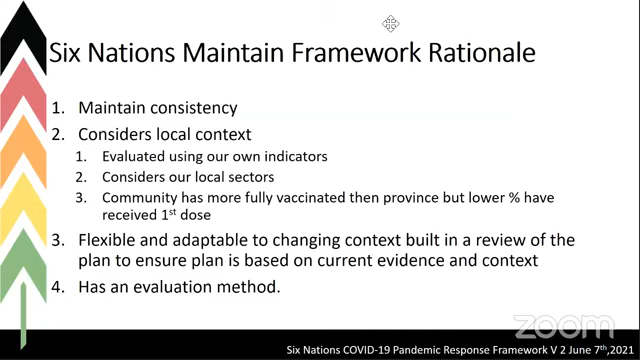 Six Nations Maintain Framework Rationale
1. Maintain consistency
2. Considers local context
1. Evaluated using our own indicators
2. Considers our local sectors
3. Community has more fully vaccinated then province but lower % have
received 1st dose
3. Flexible and adaptable to changing context built in a review of the
plan to ensure plan is based on current evidence and context
4. Has an evaluation method.
zoom
Six Nations COVID-19 Pandemic Response Framework V 2 June 7th,2021